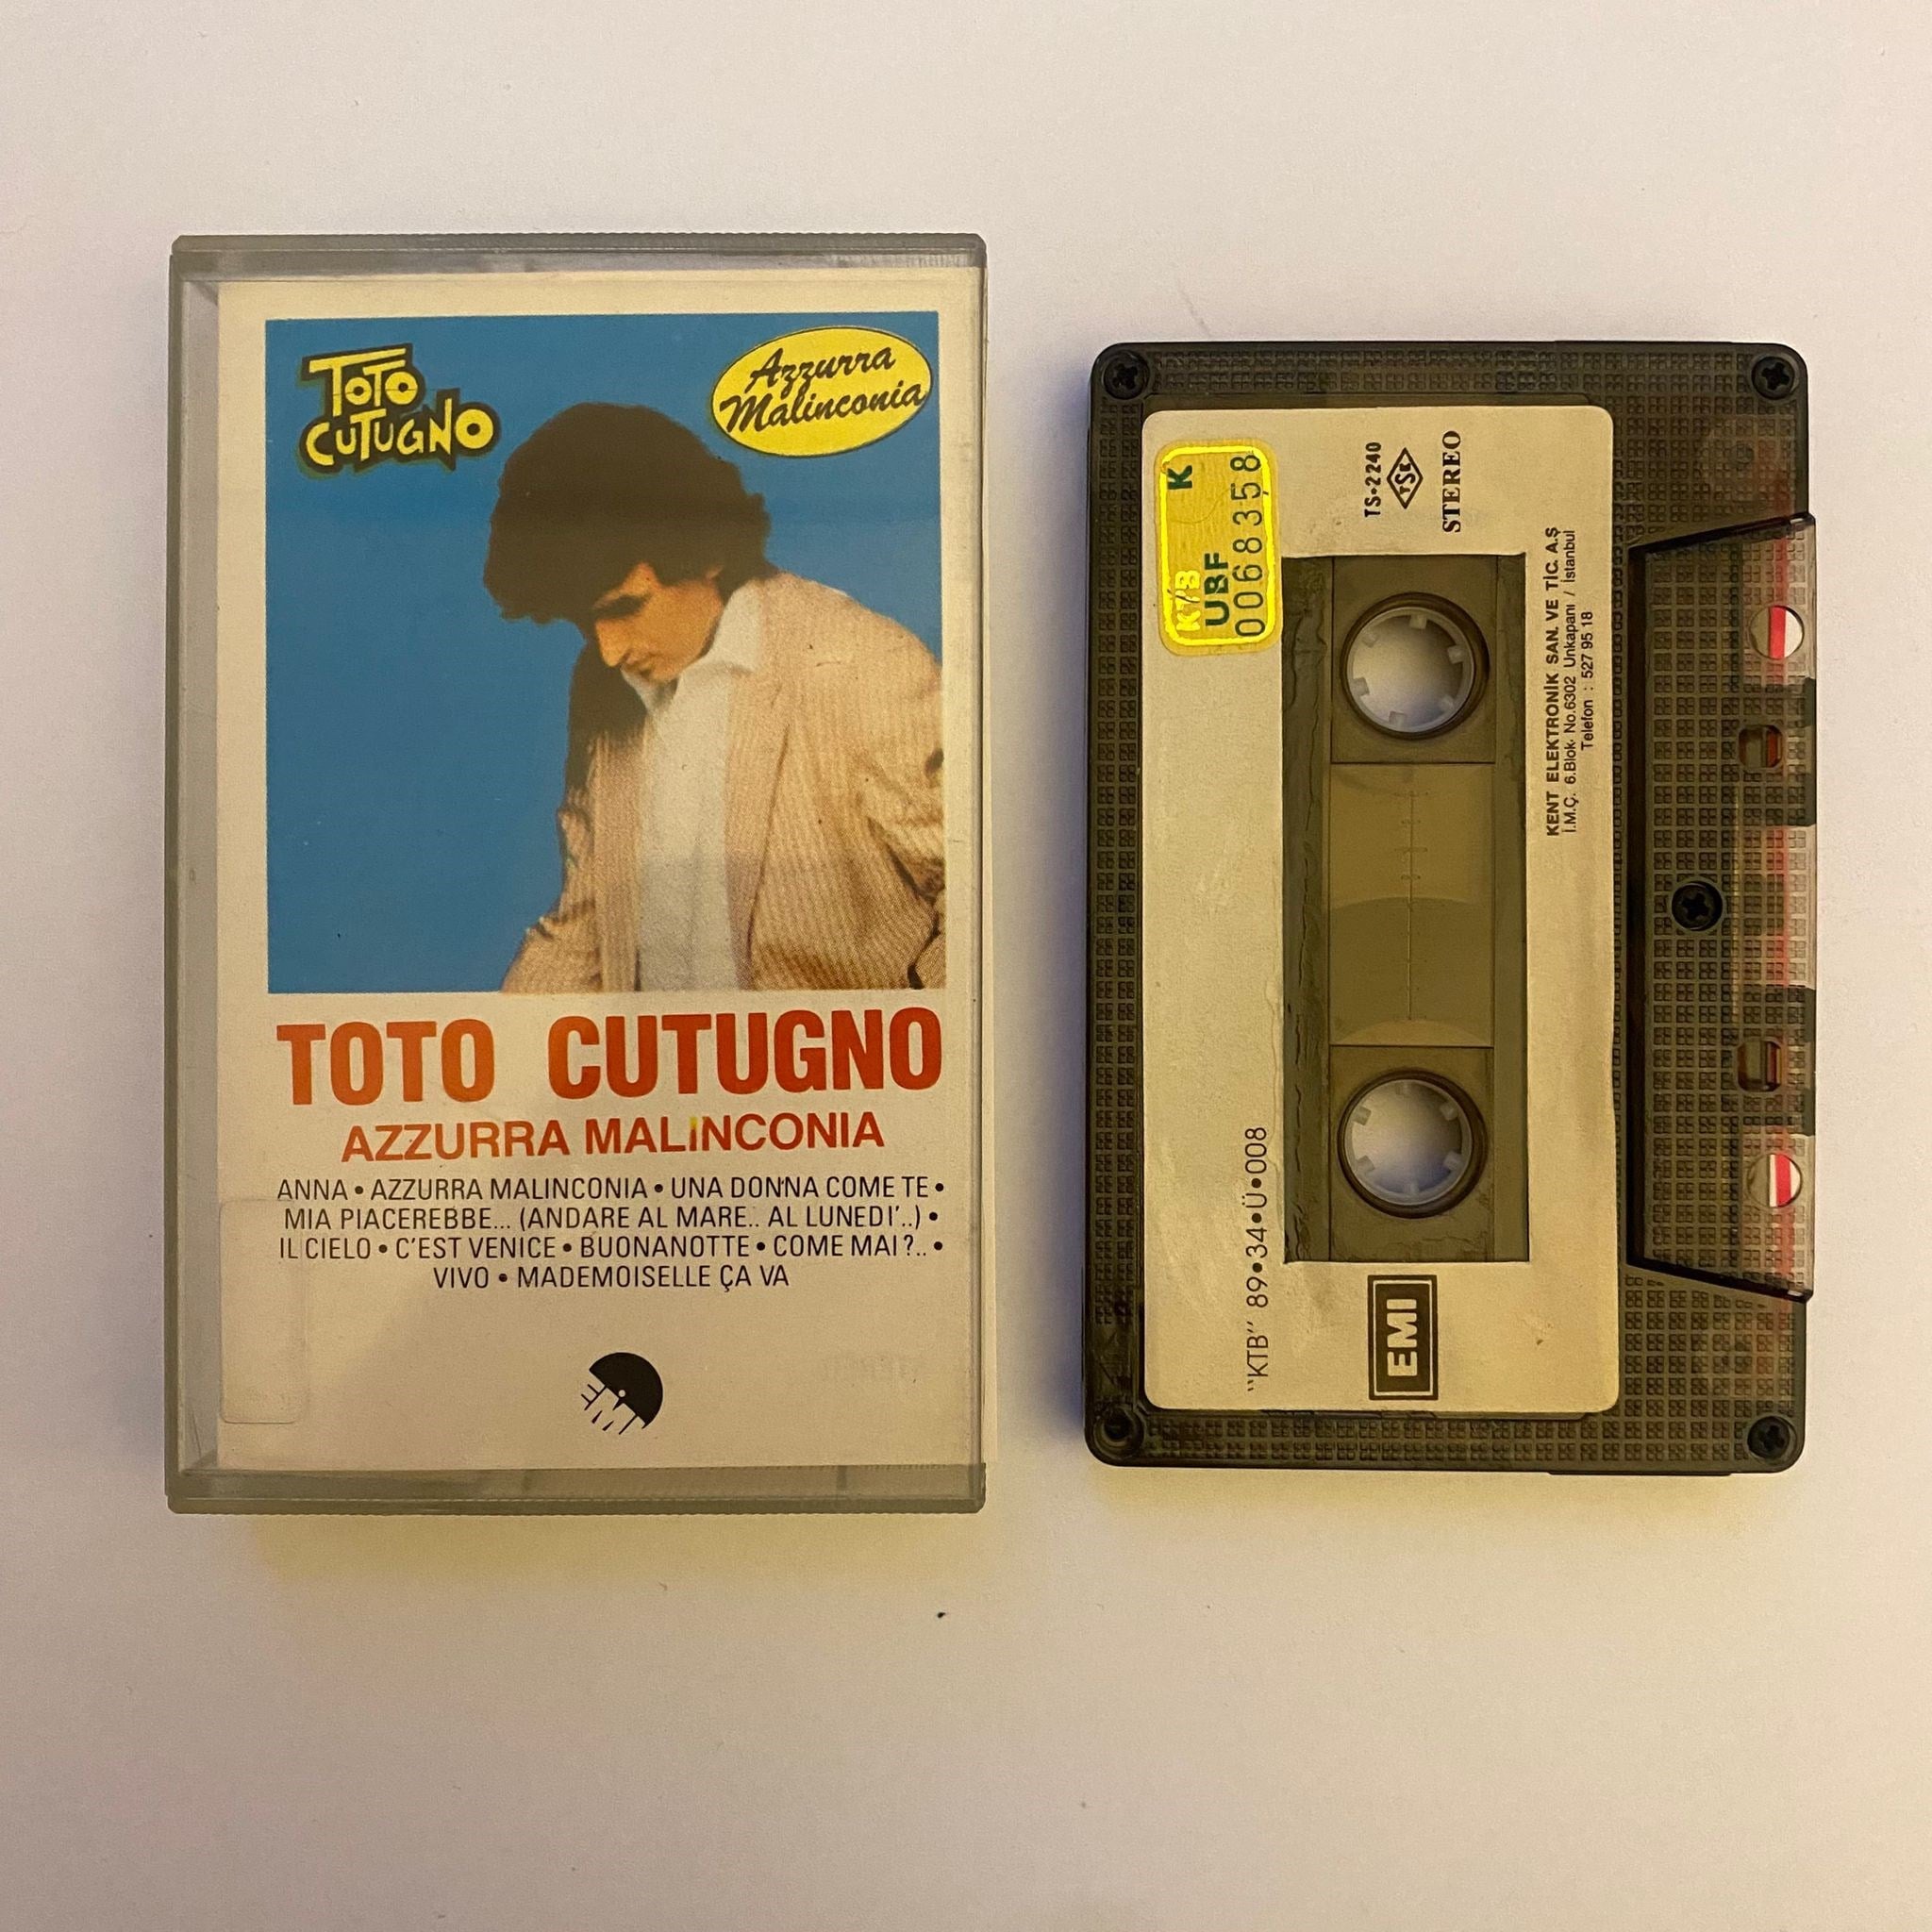 TOTO
CUTUGNO
Azzurra
Malinconia
TOTO CUTUGNO
AZZURRA MALINCONIA
ANNA • AZZURRA MALINCONIA • UNA DONNA COME TE •
MIA PIACEREBBE... (ANDARE AL MARE.. AL LUNEDI'..) •
IL CIELO • C'EST VENICE • BUONANOTTE • COME MAI?.. •
VIVO • MADEMOISELLE ÇA VA
EMI
K
KTB
UBF
0068358
TS•2240
TSE
STEREO
KENT ELEKTRONİK SAN. VE TİC. A.Ş
İ.M.Ç. 6.Blok. No.6302 Unkapanı / İstanbul
Telefon : 527 95 18
"KTB" 89•34•Ü•008
EMI